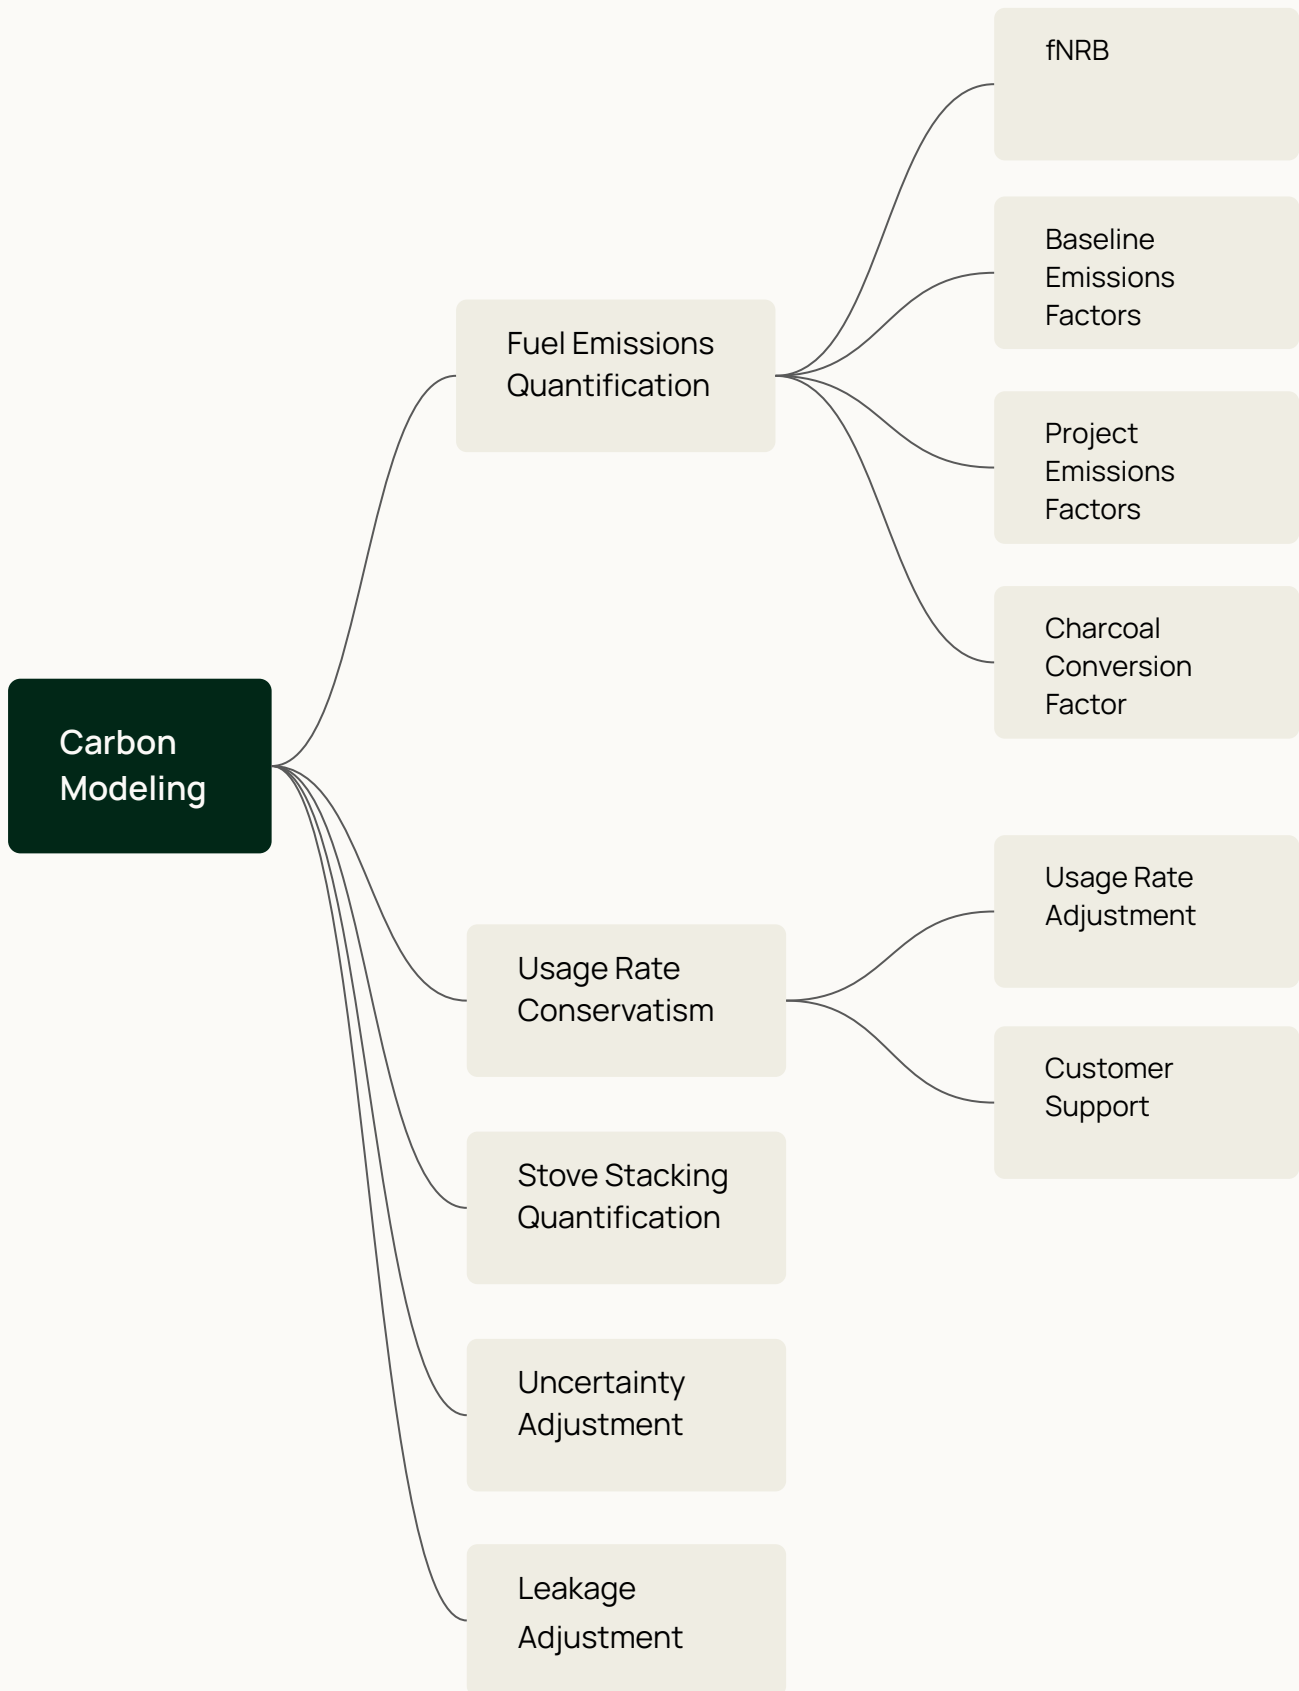 fNRB
Baseline
Emissions
Factors
Fuel Emissions
Quantification
Project
Emissions
Factors
Charcoal
Conversion
Factor
Carbon
Modeling
Usage Rate
Adjustment
Usage Rate
Conservatism
Customer
Support
Stove Stacking
Quantification
Uncertainty
Adjustment
Leakage
Adjustment